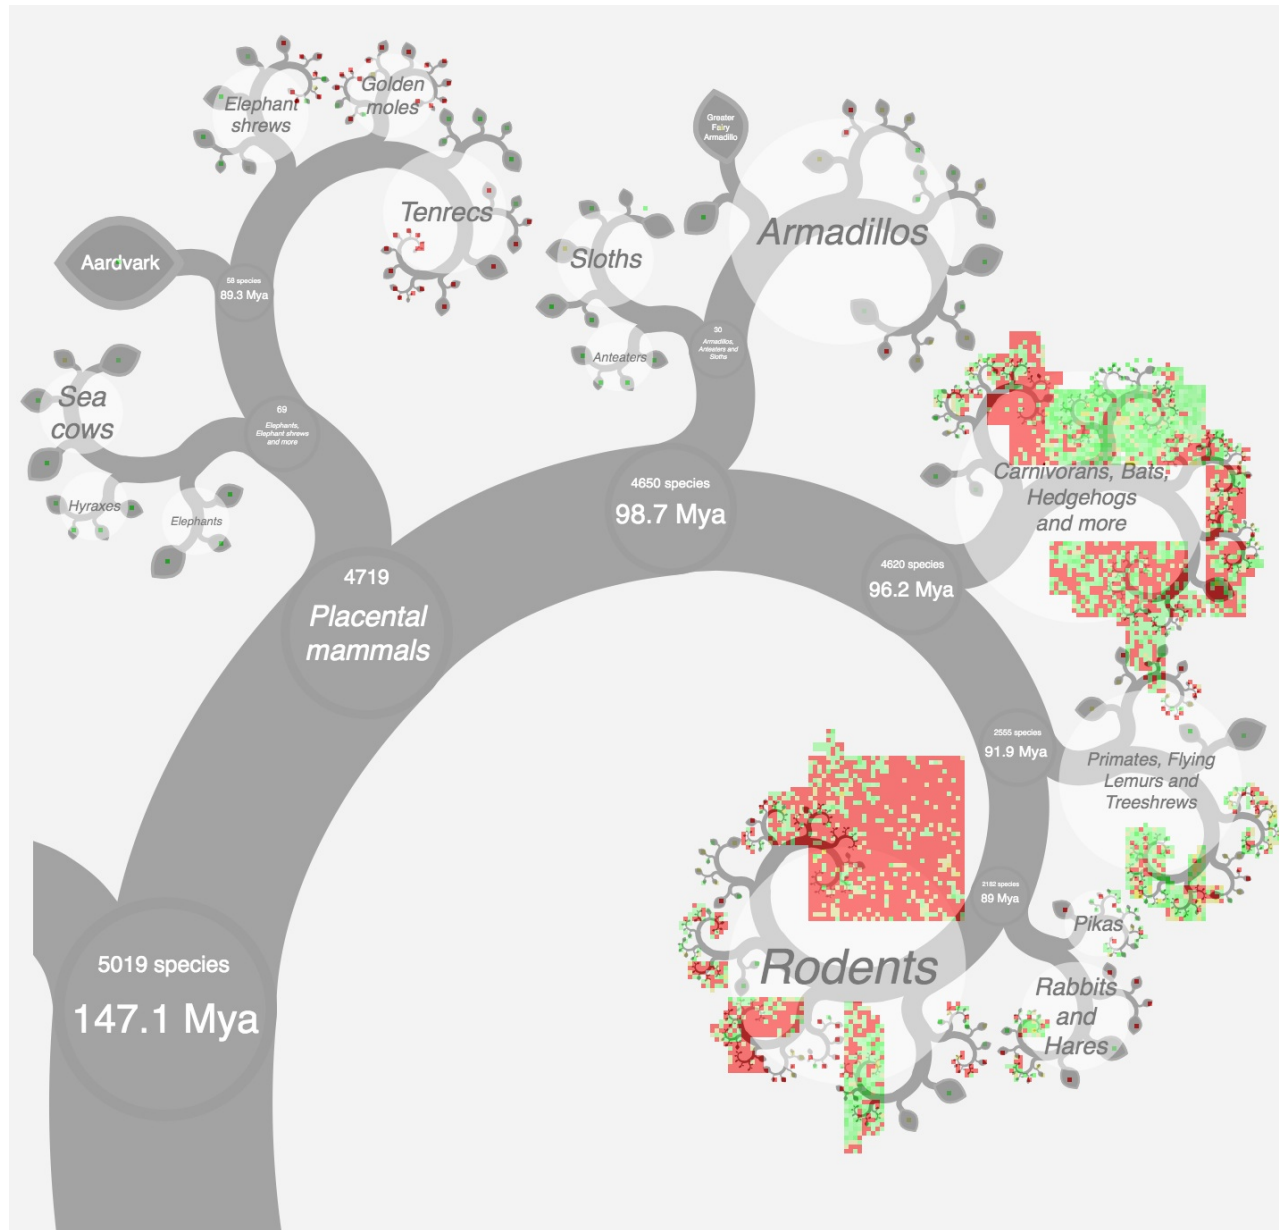 Elephant
shrews
Golden
moles
Tenrecs
Aardvark
58 species
89.3 Mya
Sea
cows
69
Elephants,
Elephant shrews
and more
Hyraxes
Elephants
Greater
Fairy
Armadillo
Armadillos
Sloths
Anteaters
30
Armadillos,
Anteaters and
Sloths
4650 species
98.7 Mya
Carnivorans, Bats,
Hedgehogs
and more
4620 species
96.2 Mya
4719
Placental
mammals
2555 species
91.9 Mya
Primates, Flying
Lemurs and
Treeshrews
2182 species
89 Mya
Pikas
Rabbits
and
Hares
Rodents
5019 species
147.1 Mya